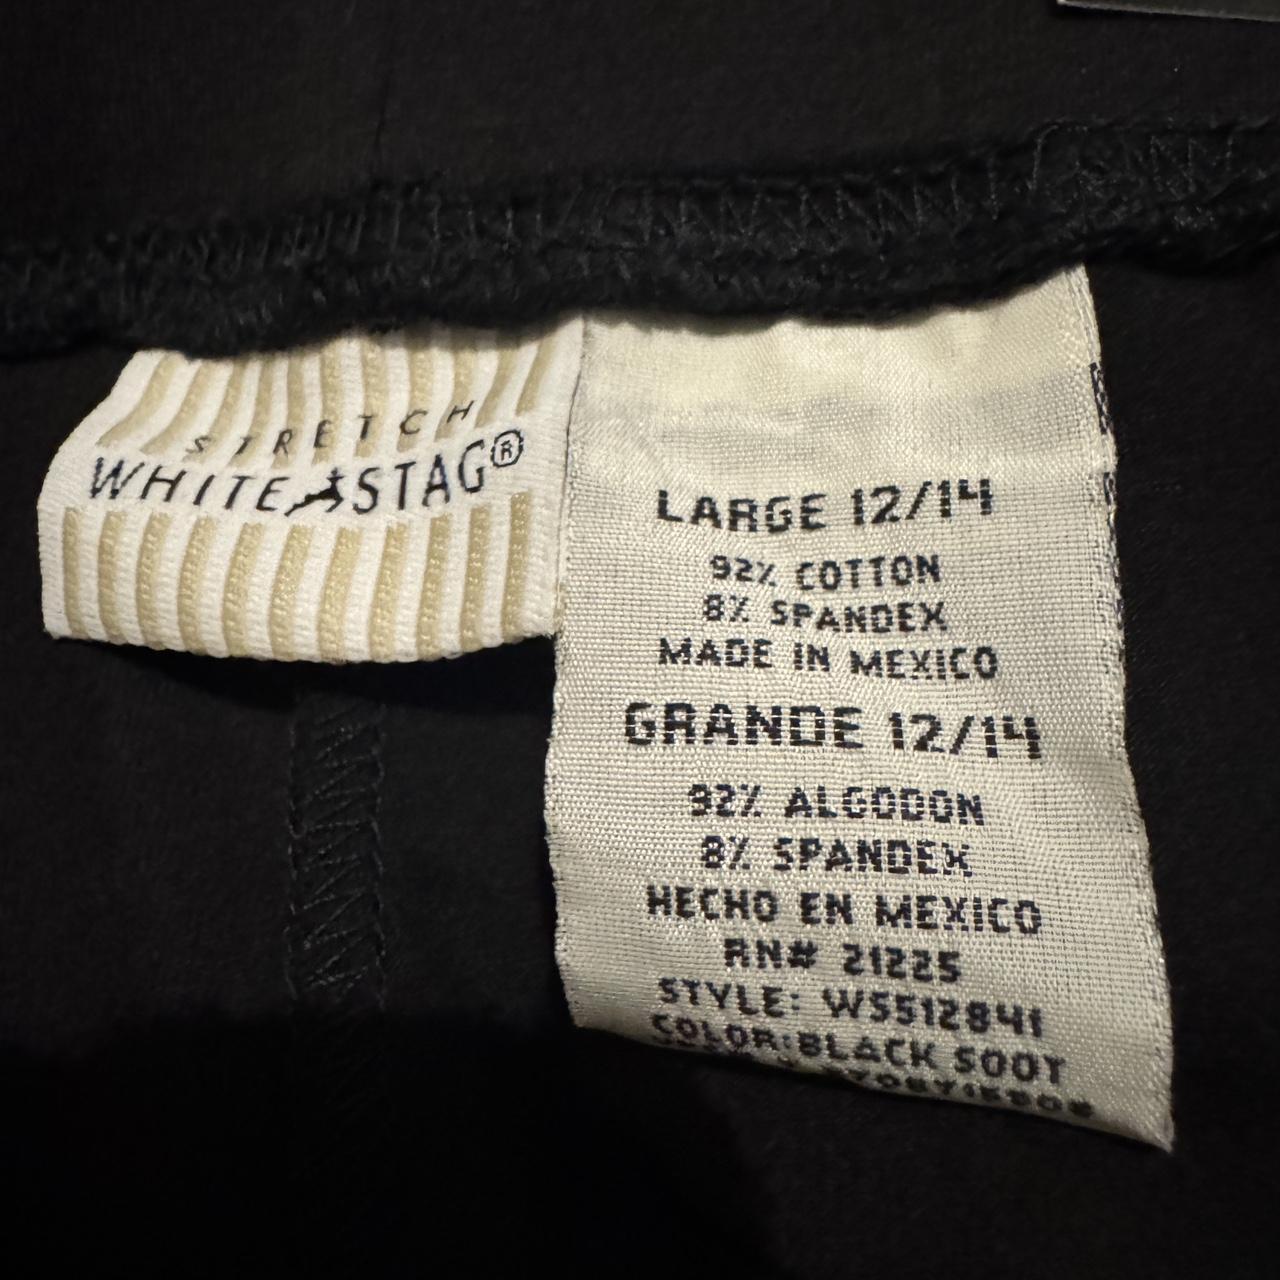 STRETCH
WHITE STAG®
LARGE 12/14
92% COTTON
8% SPANDEX
MADE IN MEXICO
GRANDE 12/14
92% ALGODON
8% SPANDEX
HECHO EN MEXICO
RN# 21225
STYLE: WS512841
COLOR:BLACK SOOT